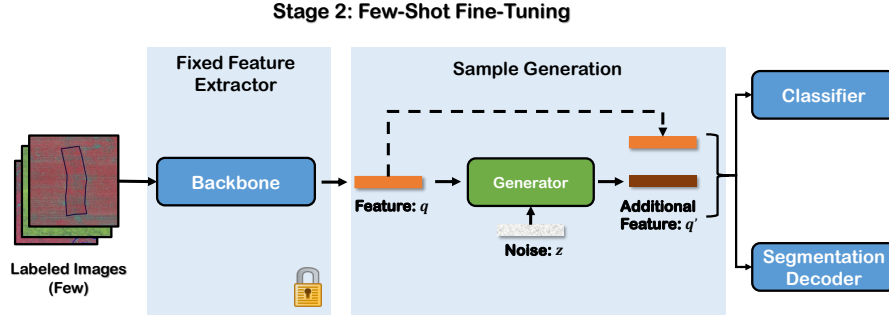 Stage 2: Few-Shot Fine-Tuning
Fixed Feature
Extractor
Sample Generation
Classifier
Backbone
Generator
Feature: q
Additional
Feature: q'
Noise: z
Labeled Images
(Few)
Segmentation
Decoder